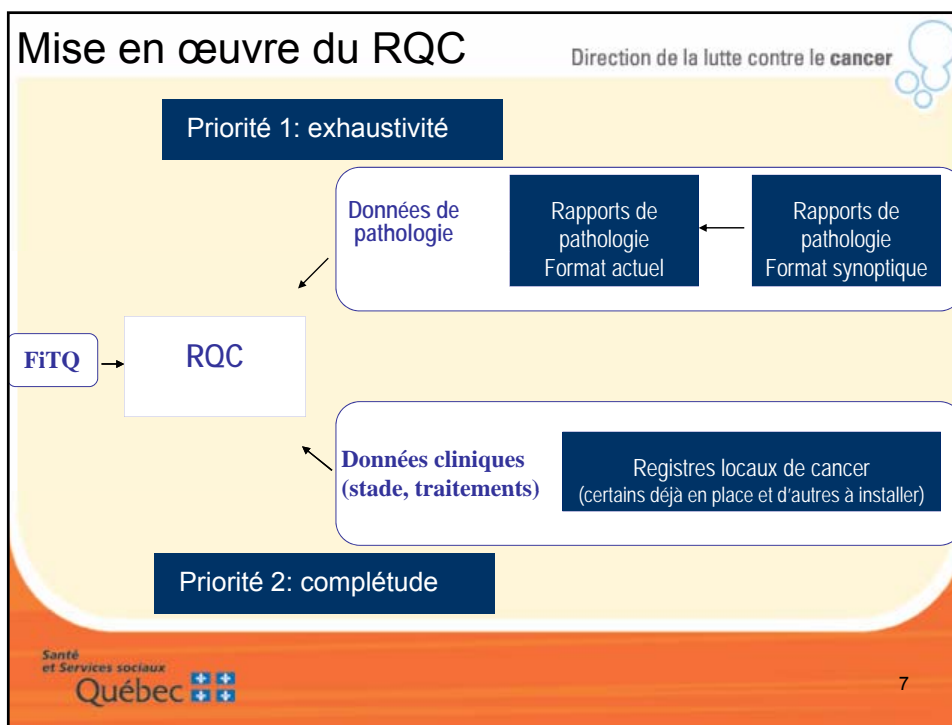 Mise en œuvre du RQC
Direction de la lutte contre le cancer
Priorité 1: exhaustivité
Données de
pathologie
Rapports de
pathologie
Format actuel
Rapports de
pathologie
Format synoptique
FiTQ
RQC
Données cliniques
(stade, traitements)
Registres locaux de cancer
(certains déjà en place et d'autres à installer)
Priorité 2: complétude
Santé
et Services sociaux
Québec
7